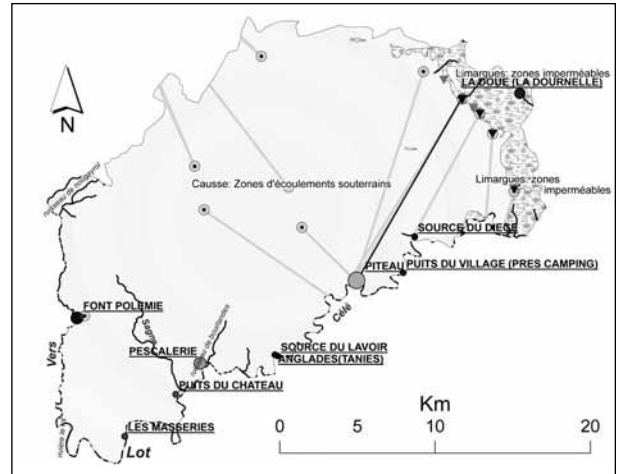 Limargues: zones imperméables
LA DOUE (LA DOURNELLE)
N
Causse: Zones d'écoulements souterrains
Limargues: zones
imperméables
SOURCE DU DIEGE
PITEAU
PUITS DU VILLAGE (PRES CAMPING)
Célé
FONT POLEMIE
Vers
Sagne
PESCALERIE
SOURCE DU LAVOIR
ANGLADES(TANIES)
PUITS DU CHATEAU
LES MASSERIES
Lot
Km
0 5 10 20